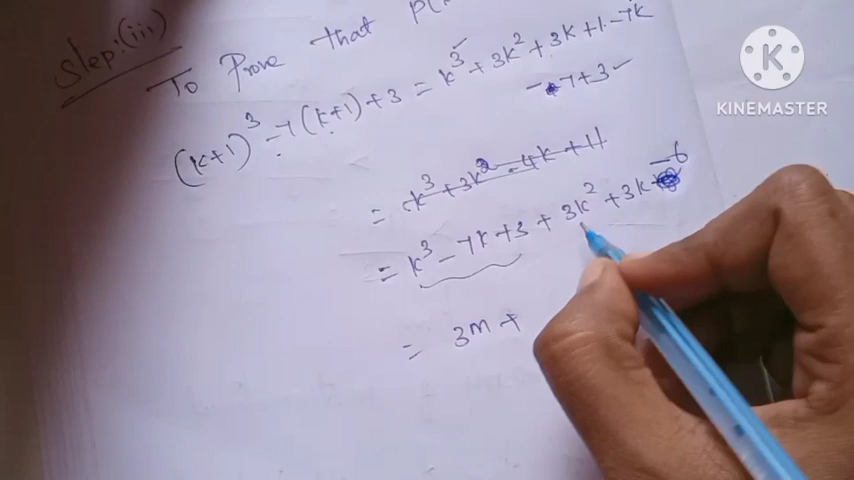 Step:(iii)
To Prove that P(
(k+1)³ - 7(k+1) + 3 = k³ + 3k² + 3k + 1 - 7k
- 7 + 3
= k³ + 3k² - 4k + 11
= k³ - 7k + 3 + 3k² + 3k - 6
= 3m +
K
KINEMASTER